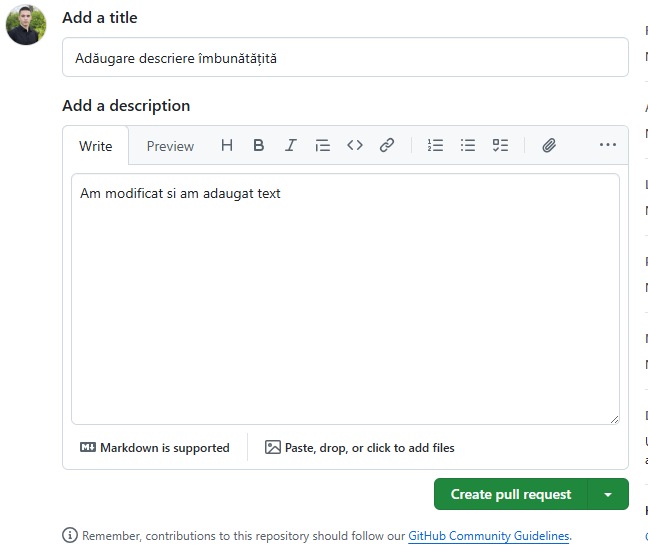 Add a title
Adăugare descriere îmbunătățită
Add a description
Write Preview
Am modificat si am adaugat text
Markdown is supported Paste, drop, or click to add files
Create pull request
Remember, contributions to this repository should follow our GitHub Community Guidelines.